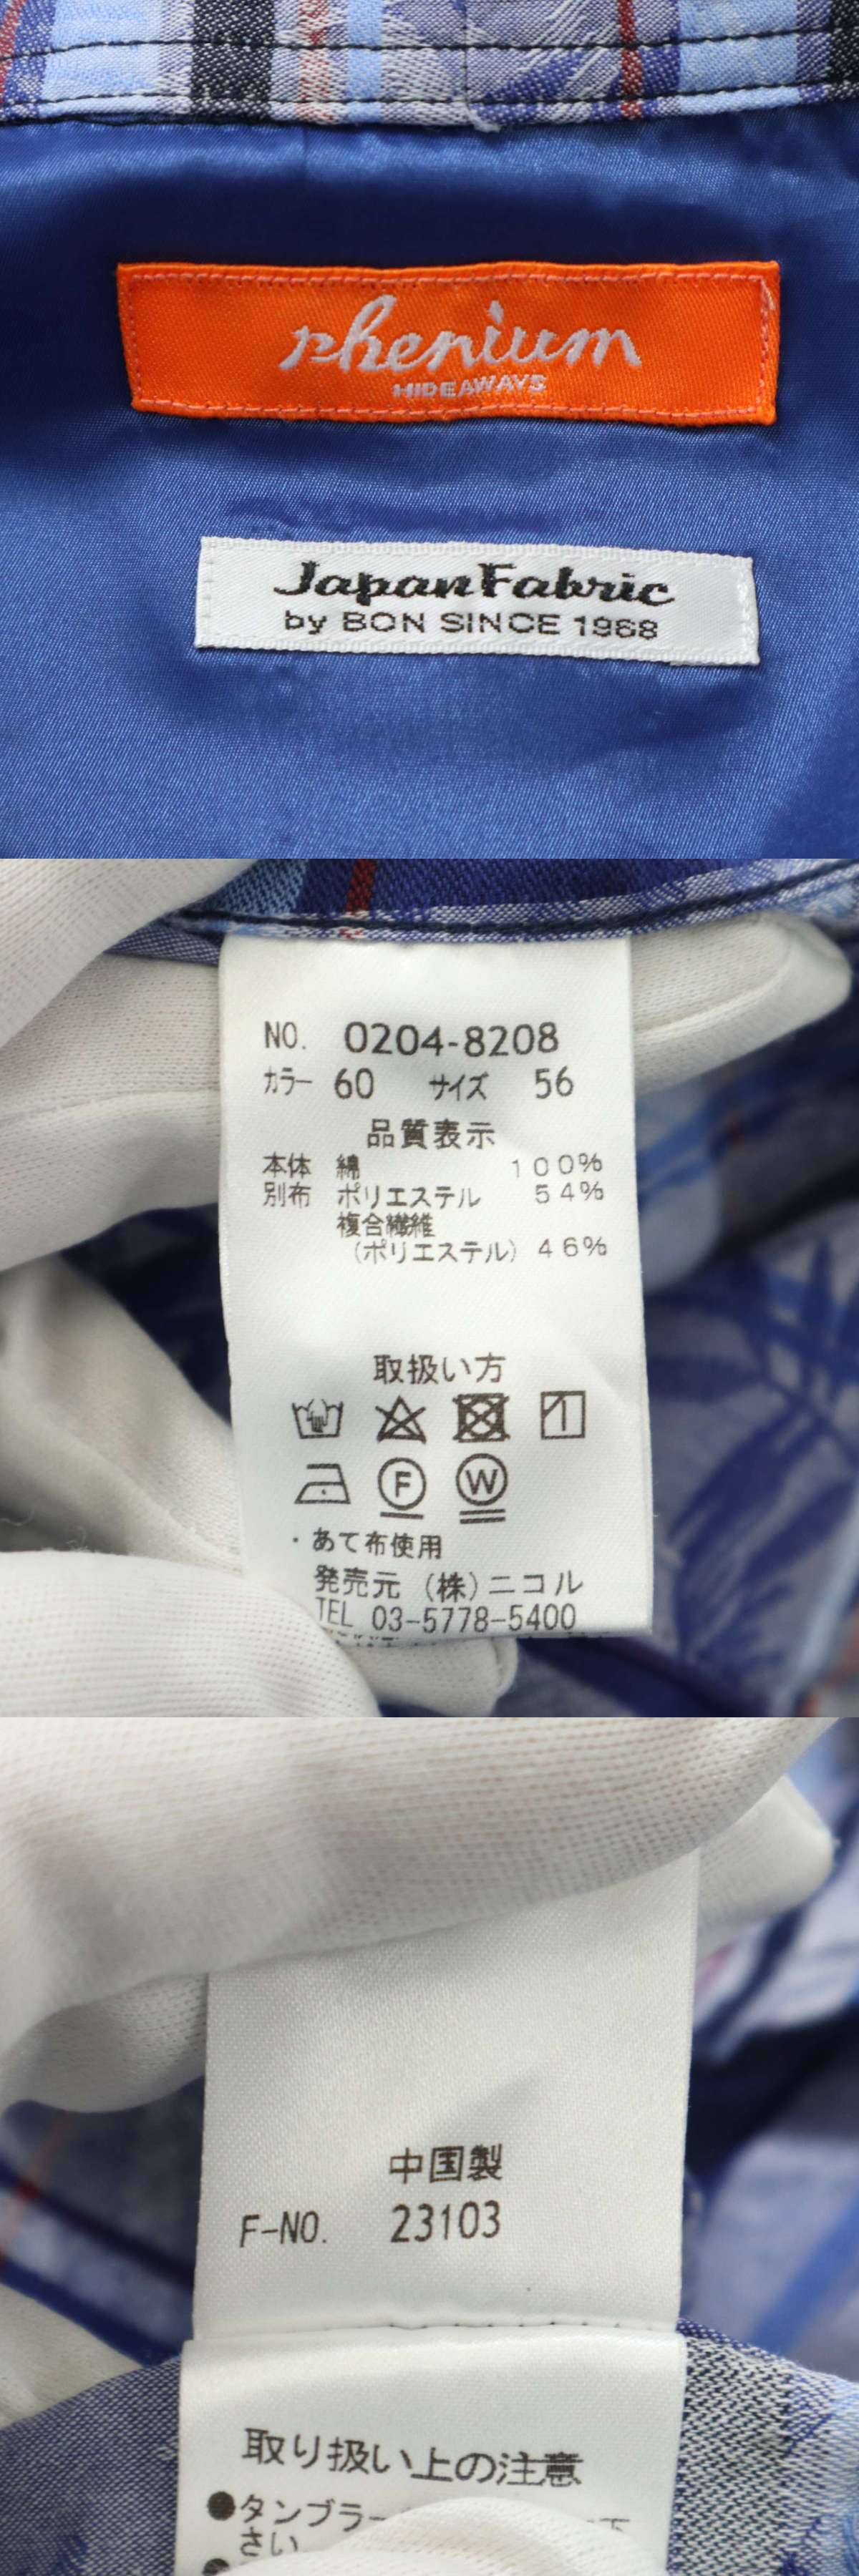 rhenium
HIDEAWAYS
Japan Fabric
by BON SINCE 1968
NO. 0204-8208
カラー 60 サイズ 56
品質表示
本体 綿 100%
別布 ポリエステル 54%
複合繊維
(ポリエステル) 46%
取扱い方
F W
・あて布使用
発売元 (株)ニコル
TEL 03-5778-5400
中国製
F-NO. 23103
取り扱い上の注意
●タンブラー
さい